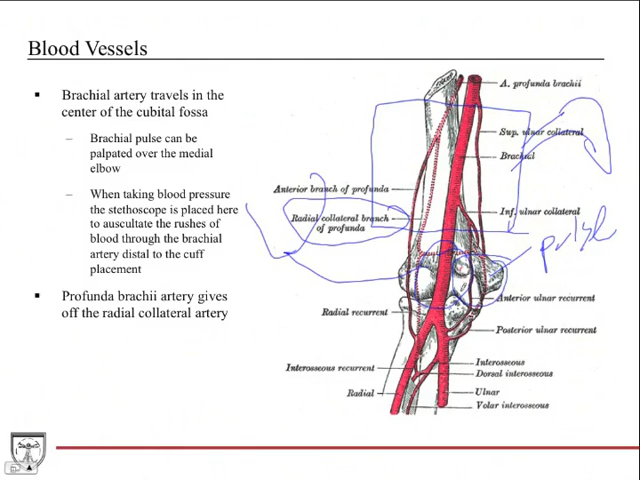 Blood Vessels
▪ Brachial artery travels in the
center of the cubital fossa
– Brachial pulse can be
palpated over the medial
elbow
– When taking blood pressure
the stethoscope is placed here
to auscultate the rushes of
blood through the brachial
artery distal to the cuff
placement
▪ Profunda brachii artery gives
off the radial collateral artery
A. profunda brachii
Sup. ulnar collateral
Brachial
Anterior branch of profunda
Radial collateral branch
of profunda
Inf. ulnar collateral
pulse
Anterior ulnar recurrent
Radial recurrent
Posterior ulnar recurrent
Interosseous recurrent
Interosseous
Dorsal interosseous
Radial
Ulnar
Volar interosseous